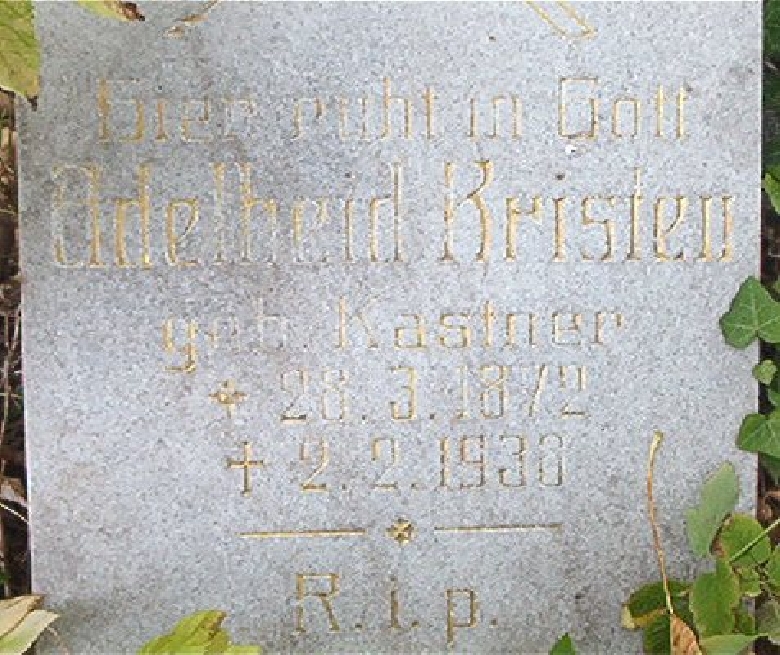 Hier ruht in Gott
Adelheid Kristen
geb. Kastner
28.3.1872
2.2.1938
R.i.p.